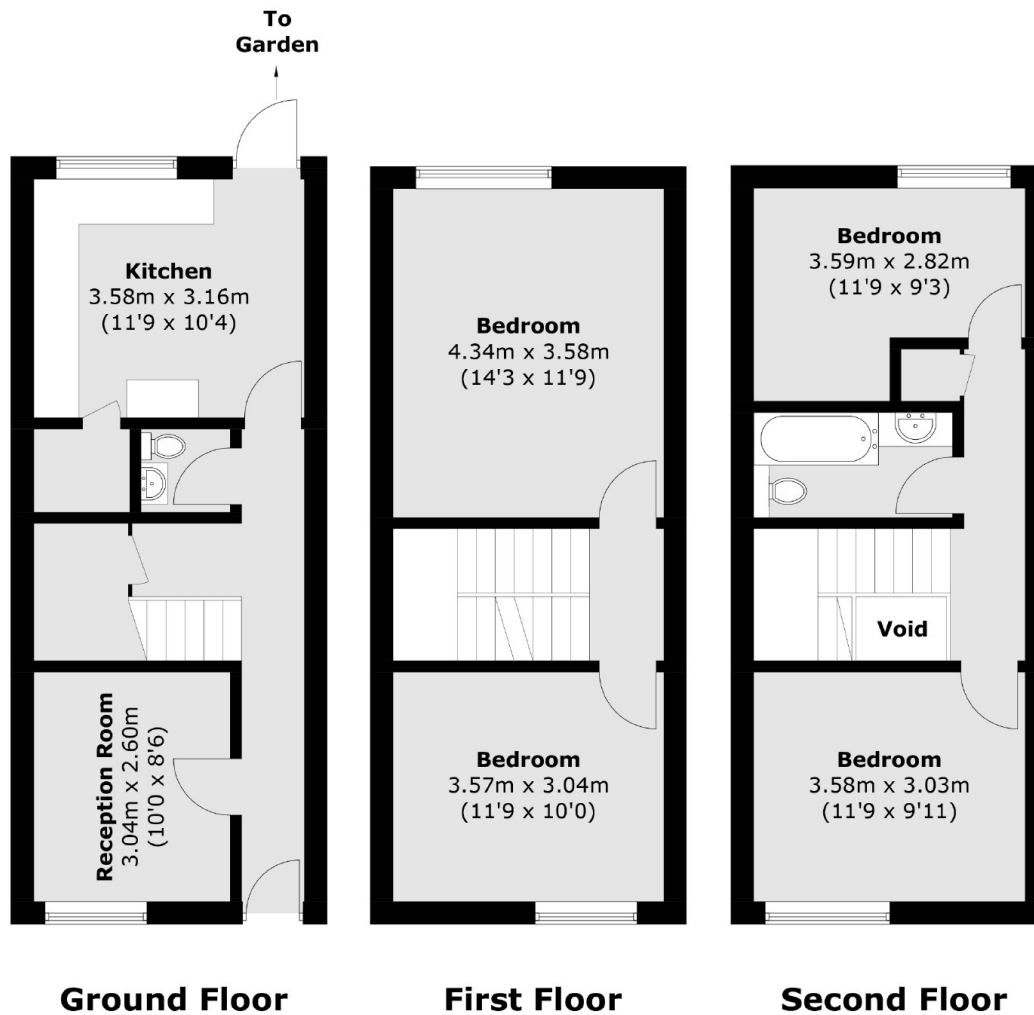 To
Garden
Kitchen
3.58m x 3.16m
(11'9 x 10'4)
Reception Room
3.04m x 2.60m
(10'0 x 8'6)
Ground Floor
Bedroom
4.34m x 3.58m
(14'3 x 11'9)
Bedroom
3.57m x 3.04m
(11'9 x 10'0)
First Floor
Bedroom
3.59m x 2.82m
(11'9 x 9'3)
Void
Bedroom
3.58m x 3.03m
(11'9 x 9'11)
Second Floor